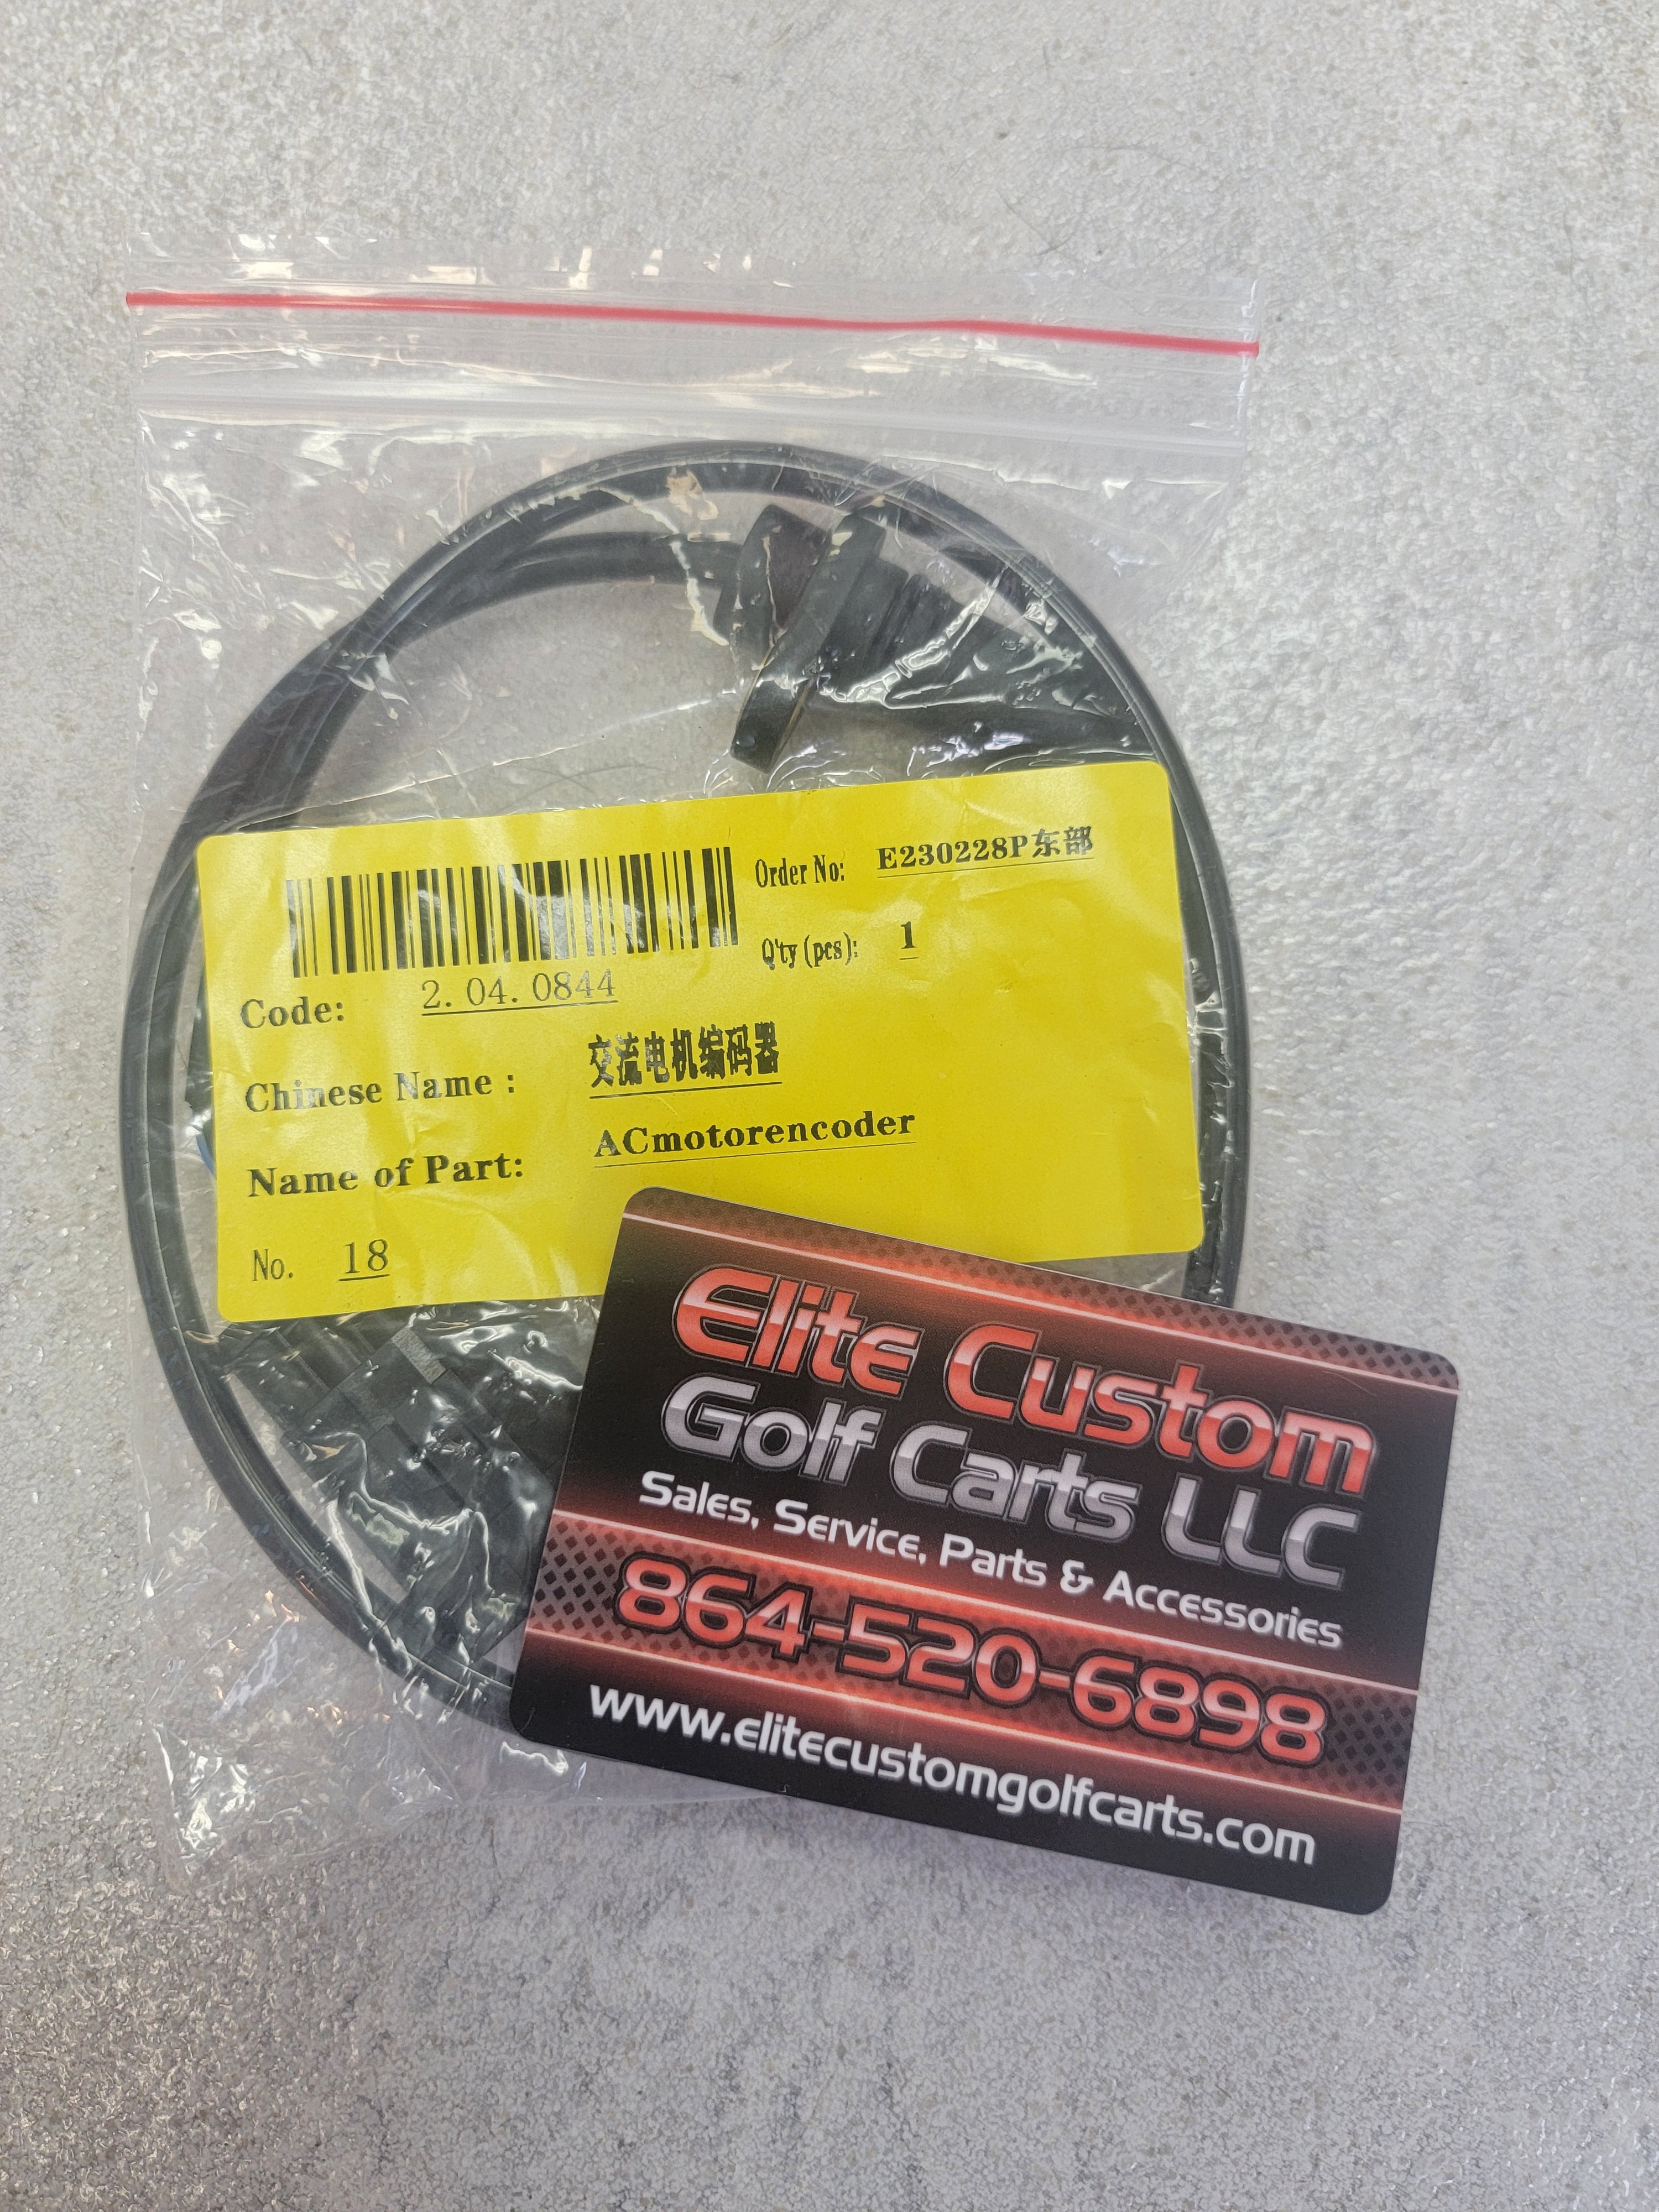 Order No: E230228P东部
Q'ty (pcs): 1
Code: 2. 04. 0844
Chinese Name : 交流电机编码器
Name of Part: ACmotorencoder
No. 18
Elite Custom
Golf Carts LLC
Sales, Service, Parts & Accessories
864-520-6898
www.elitecustomgolfcarts.com